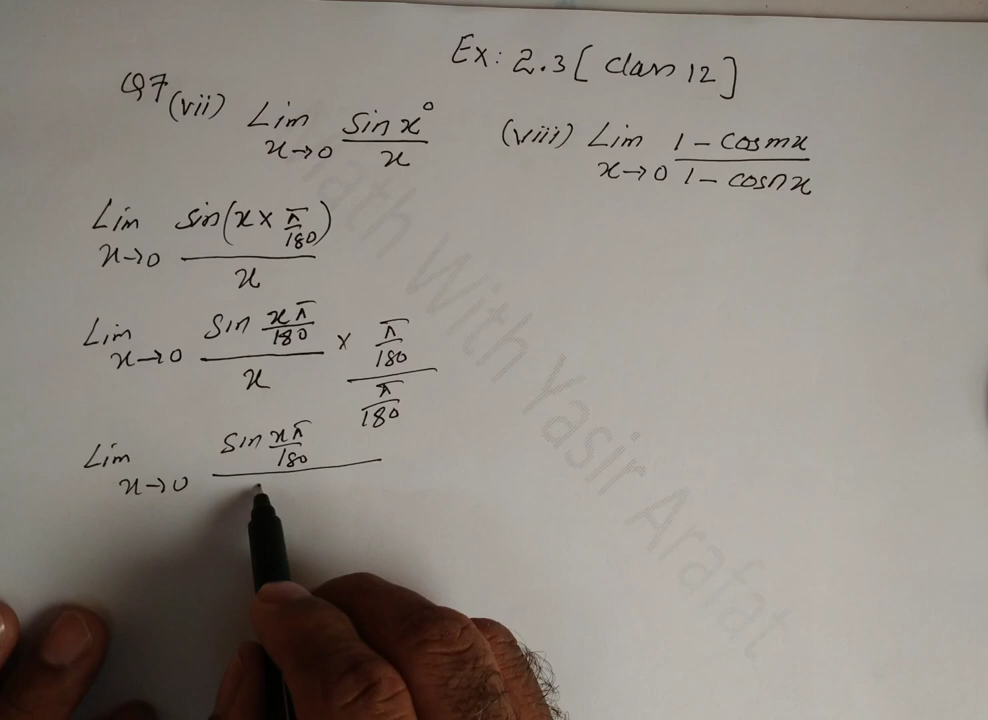 Ex: 2.3 [ Class 12 ]
Q7 (vii) Lim x→0 sin x° / x
(viii) Lim x→0 1 - cos mx / 1 - cos nx
Lim x→0 sin(x × π/180) / x
Lim x→0 sin xπ/180 / x × π/180 / π/180
Lim x→0 sin xπ/180
Math With Yasir Arafat